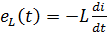 e_L(t) = −L di/dt